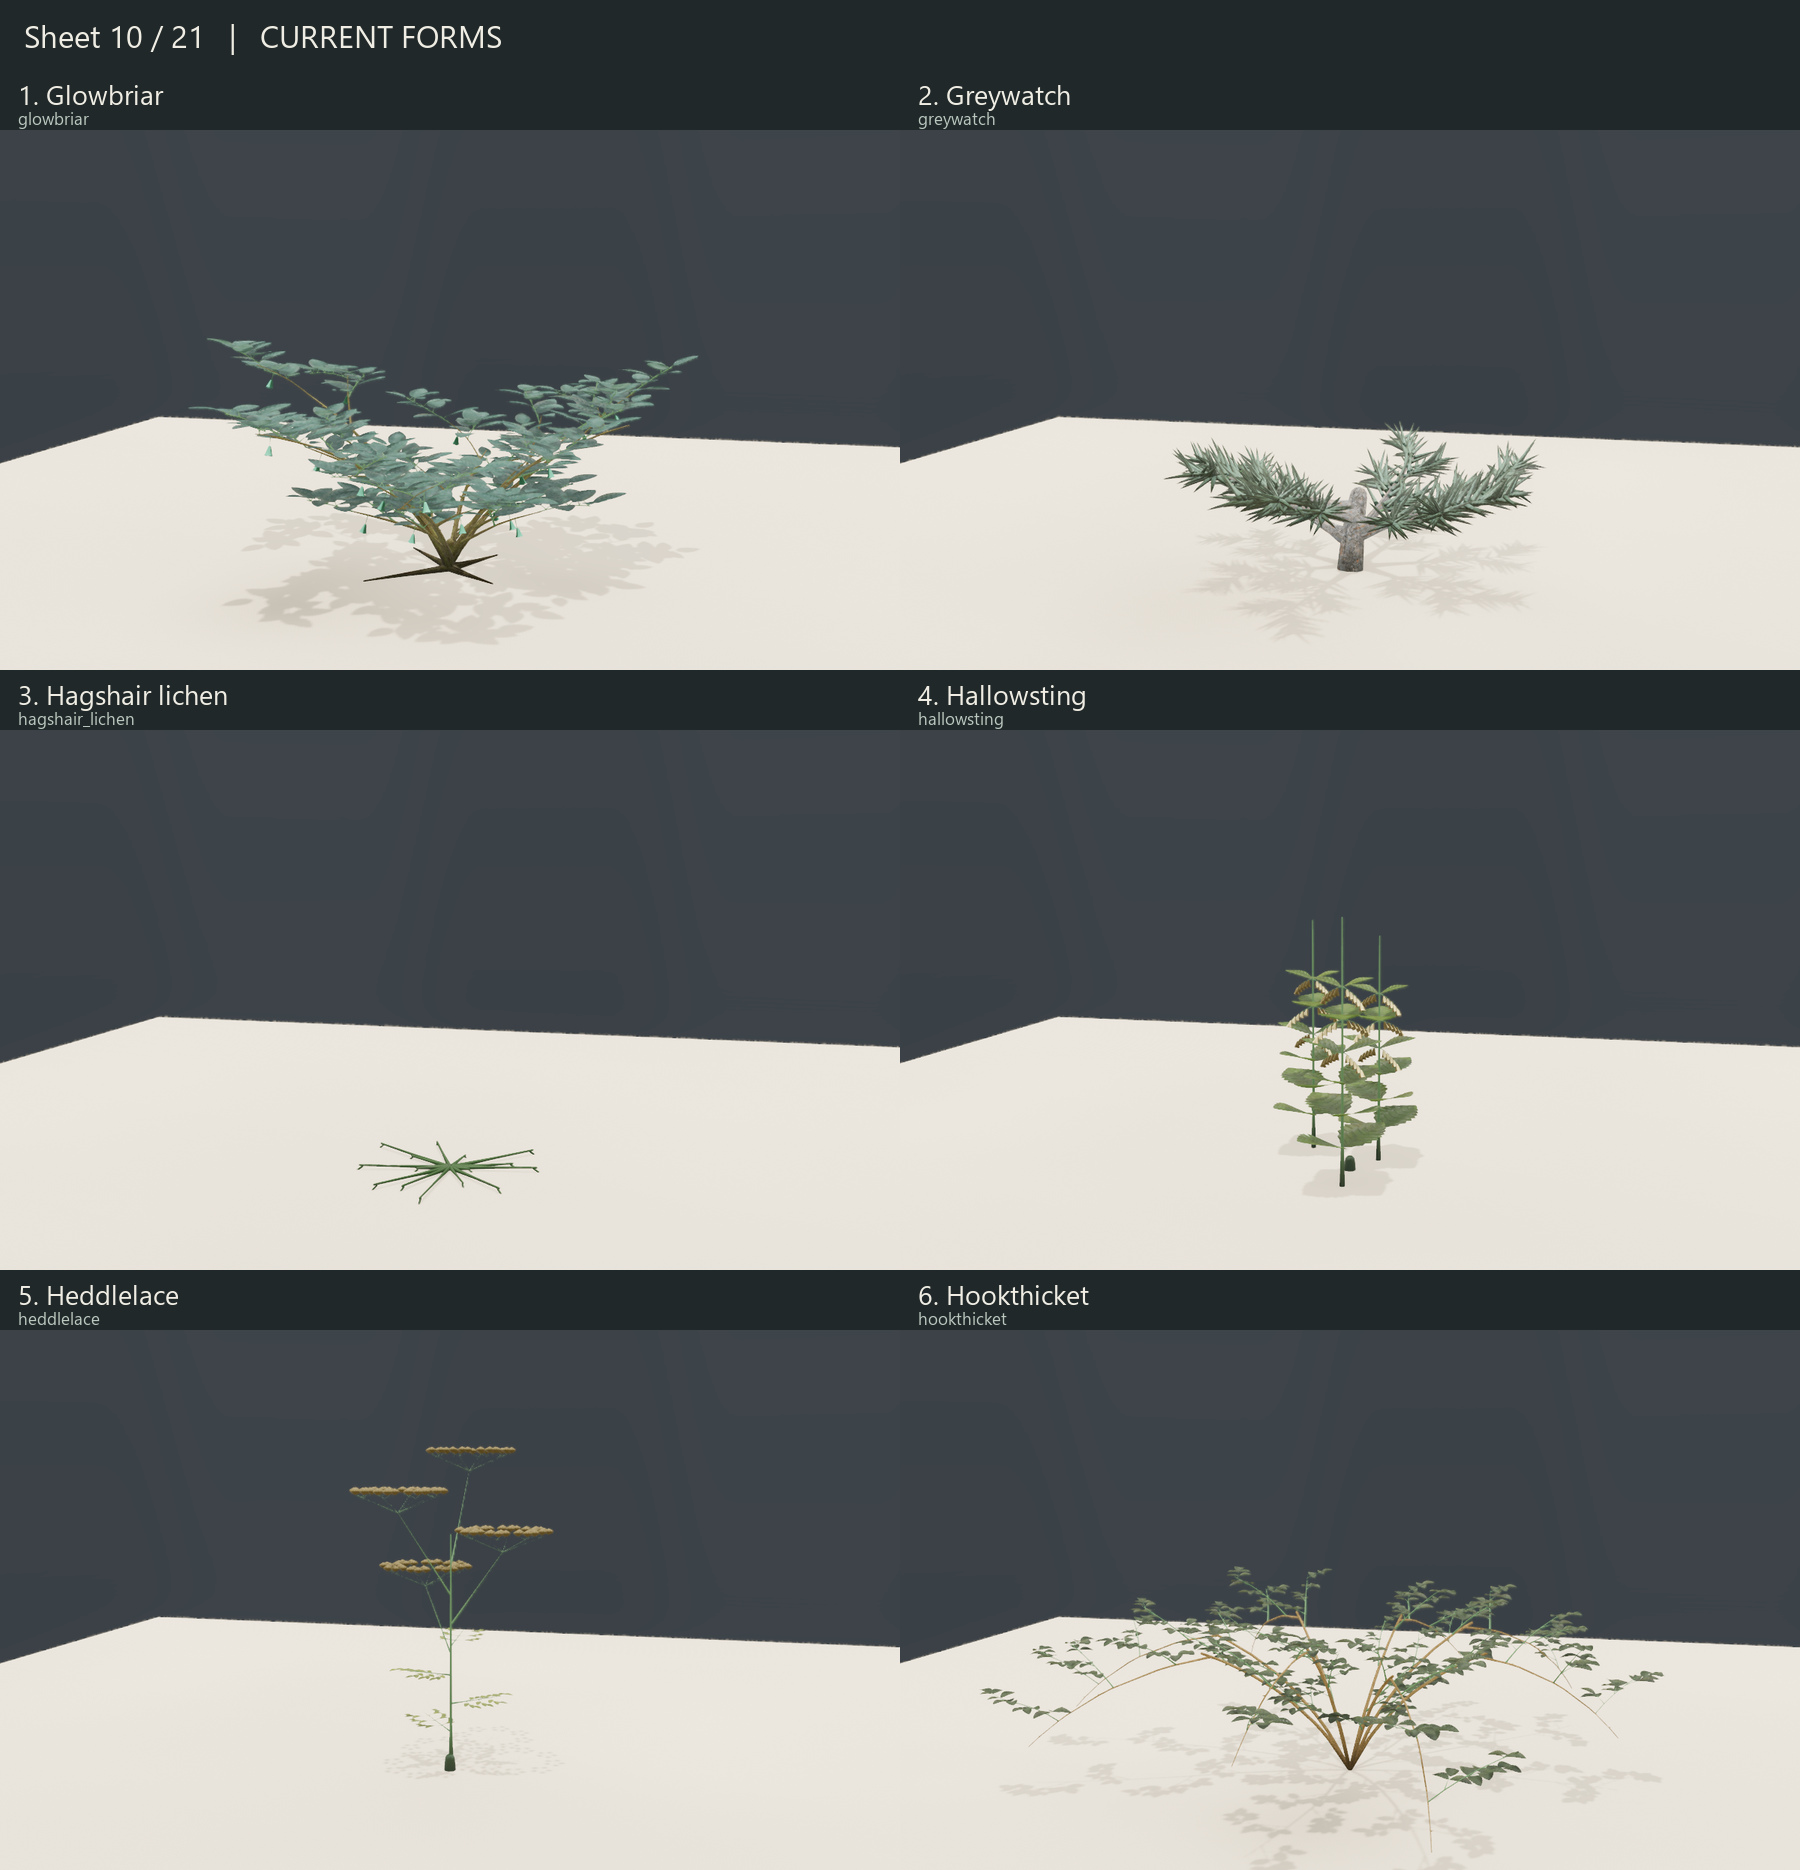 Sheet 10 / 21 | CURRENT FORMS
1. Glowbriar
glowbriar
2. Greywatch
greywatch
3. Hagshair lichen
hagshair_lichen
4. Hallowsting
hallowsting
5. Heddlelace
heddlelace
6. Hookthicket
hookthicket